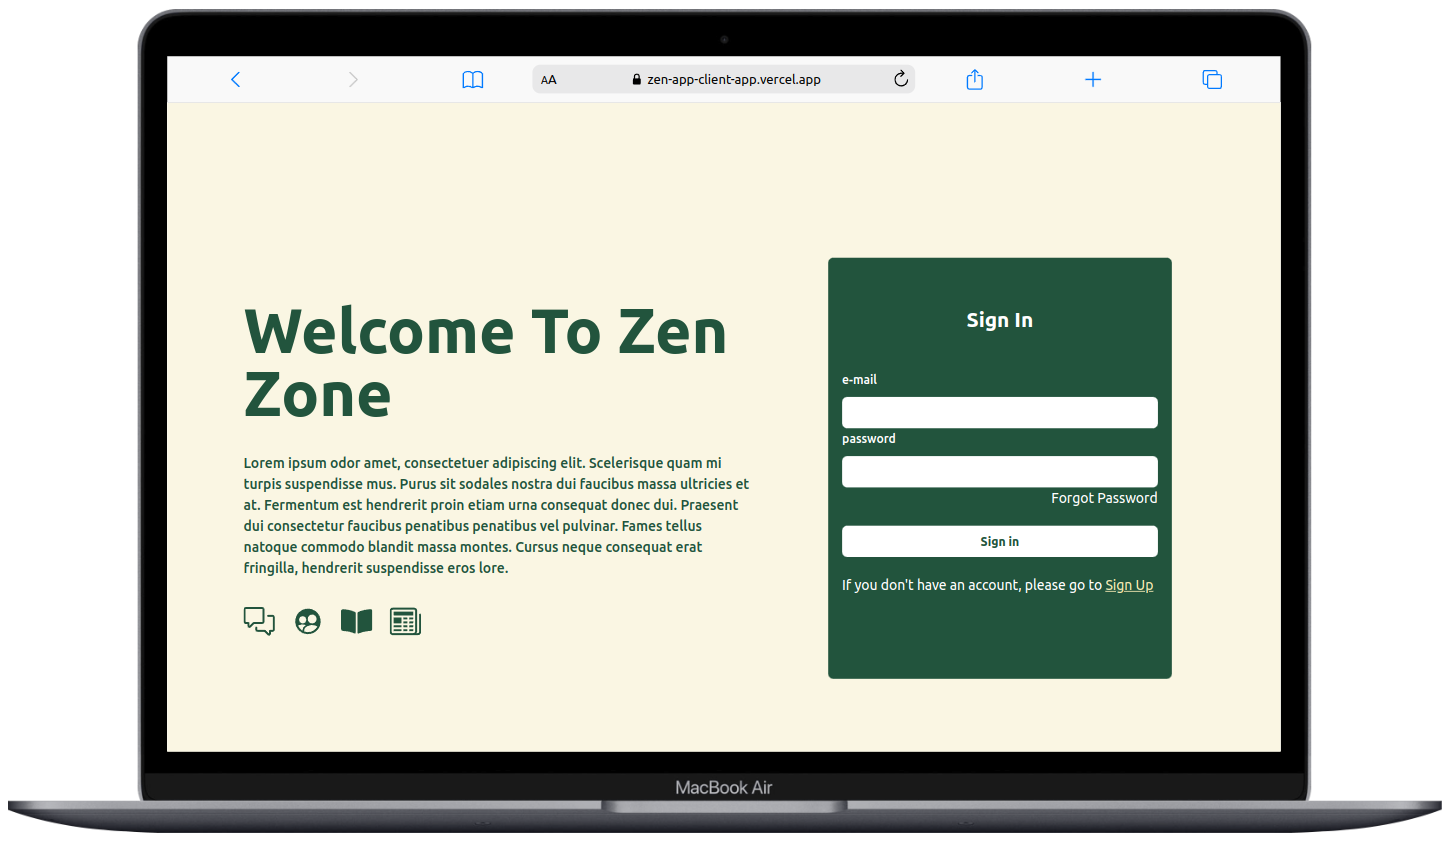 AA
zen-app-client-app.vercel.app
Welcome To Zen
Zone
Lorem ipsum odor amet, consectetuer adipiscing elit. Scelerisque quam mi
turpis suspendisse mus. Purus sit sodales nostra dui faucibus massa ultricies et
at. Fermentum est hendrerit proin etiam urna consequat donec dui. Praesent
dui consectetur faucibus penatibus penatibus vel pulvinar. Fames tellus
natoque commodo blandit massa montes. Cursus neque consequat erat
fringilla, hendrerit suspendisse eros lore.
Sign In
e-mail
password
Forgot Password
Sign in
If you don't have an account, please go to Sign Up
MacBook Air